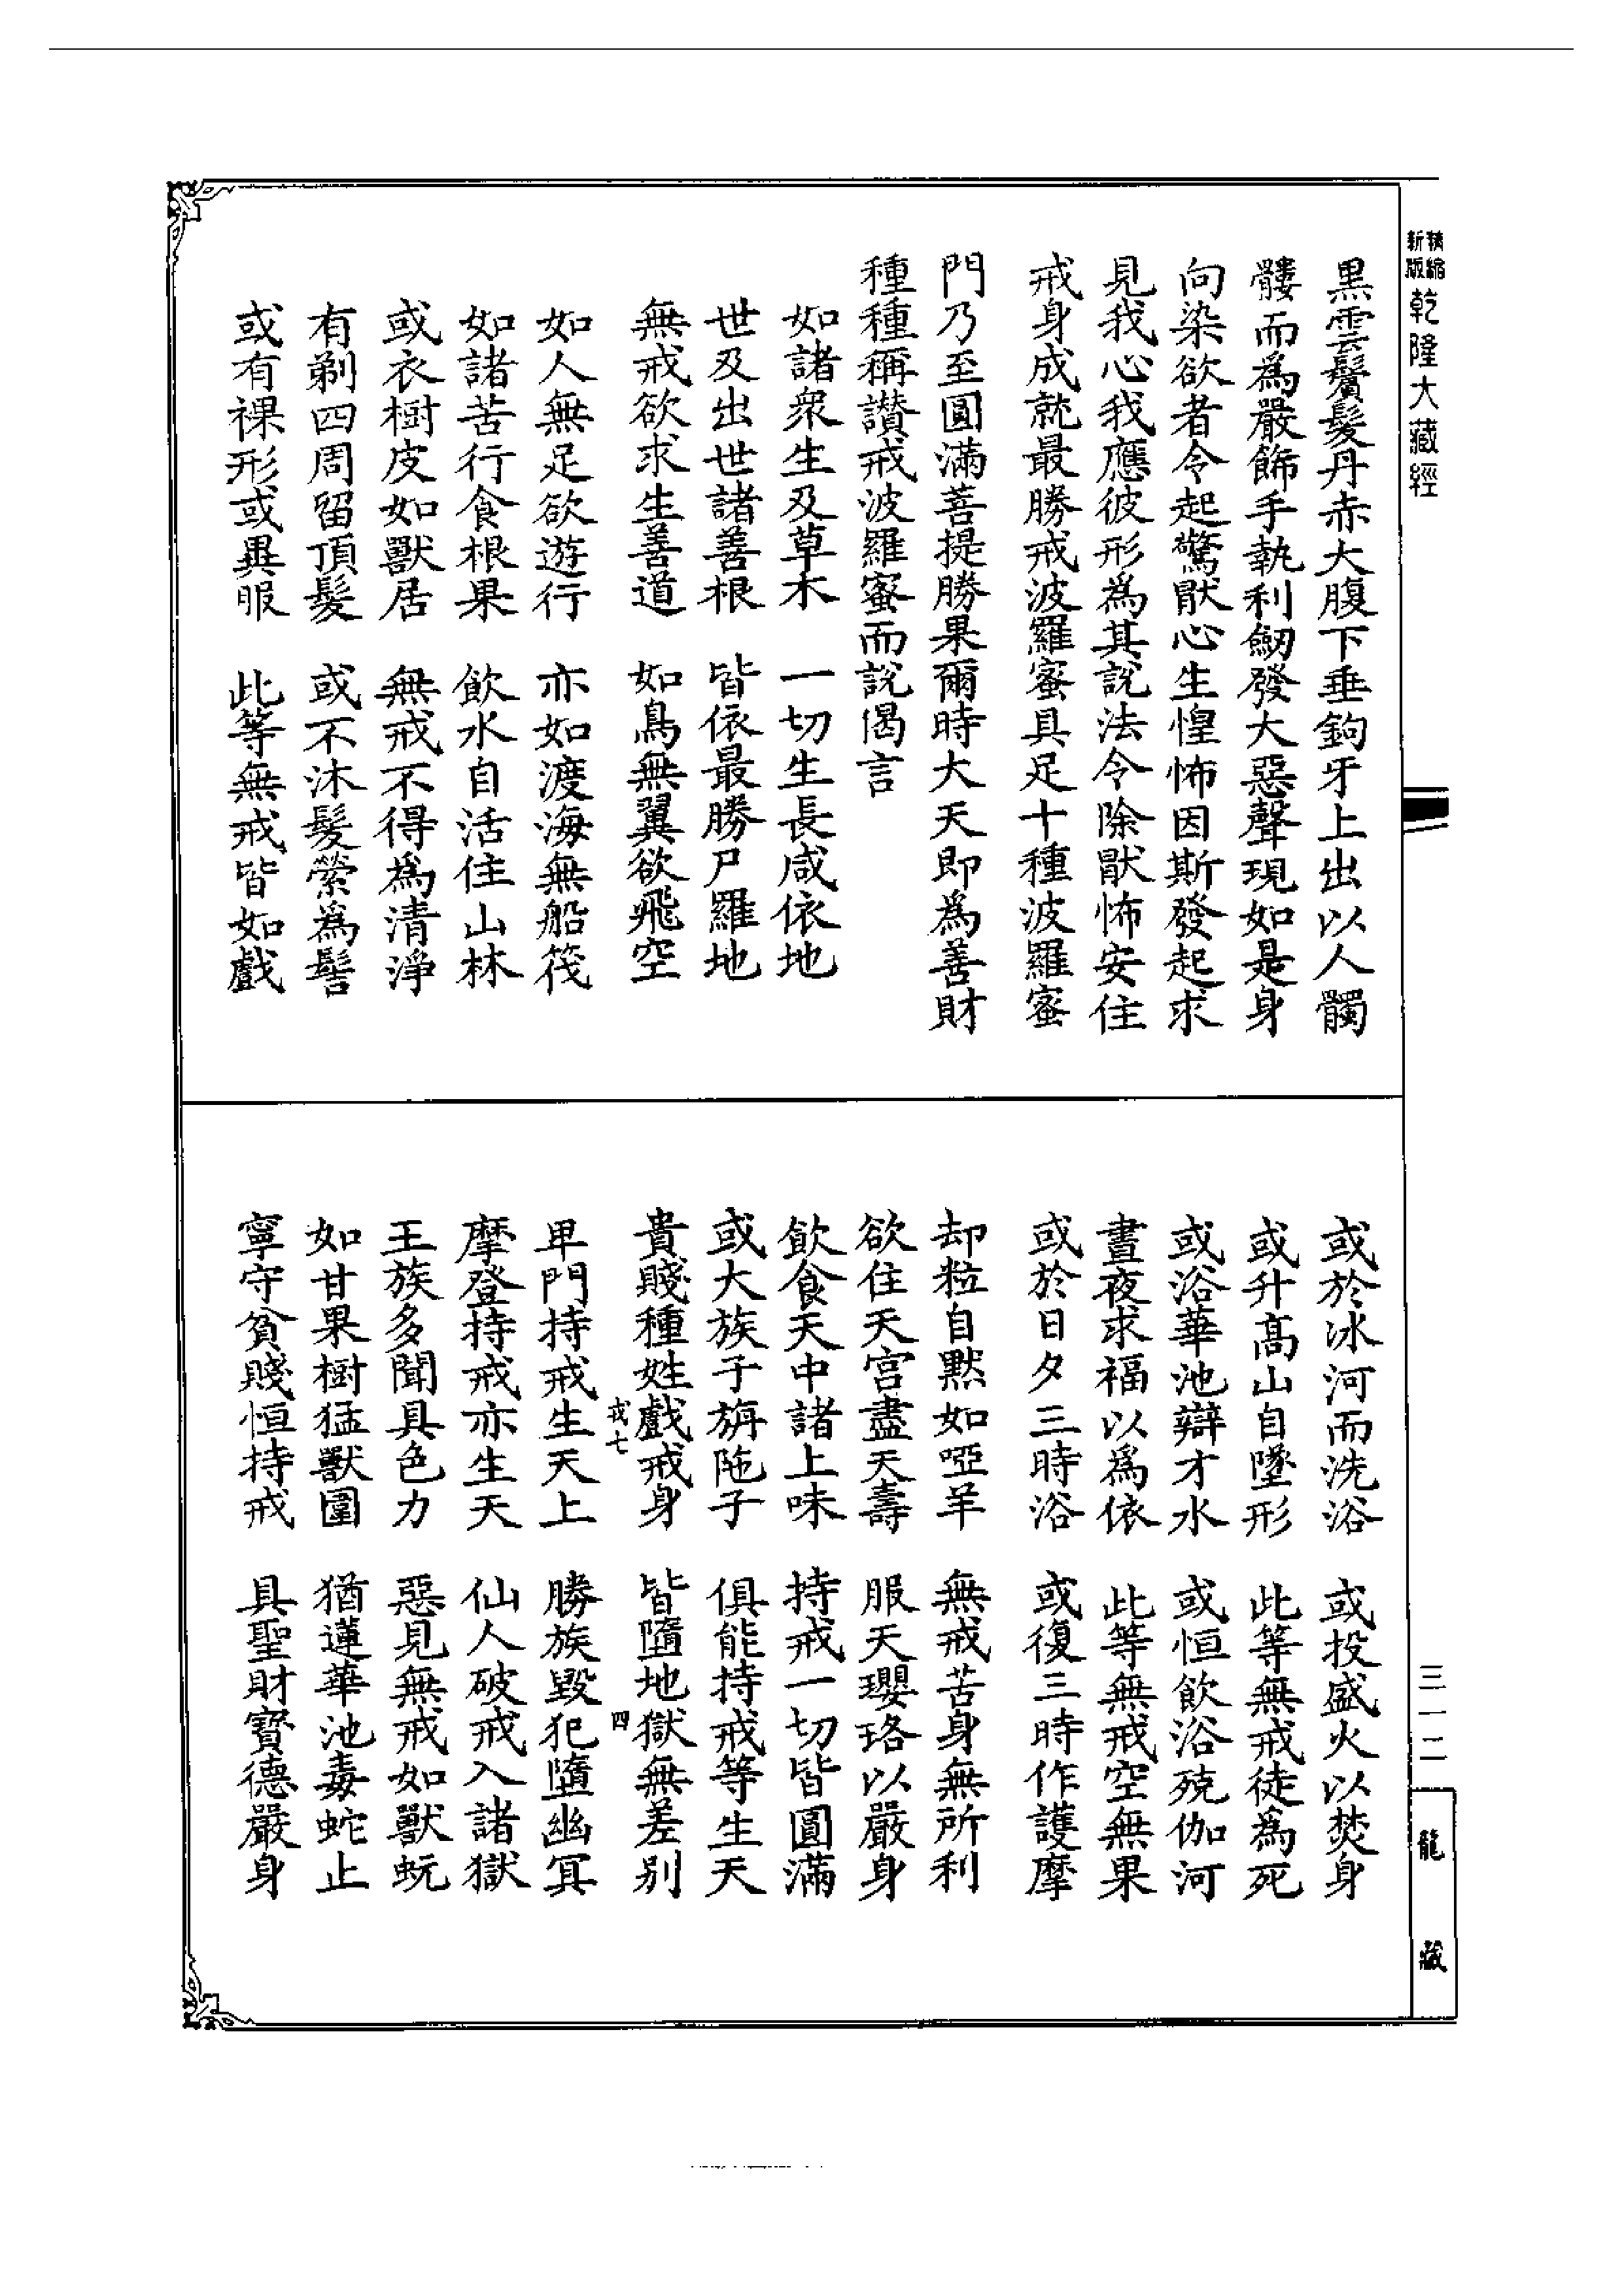 精縮新版乾隆大藏經
黑雲鬢髮丹赤大腹下垂鉤牙上出以人髑
髏而爲嚴飾手執利劒發大惡聲現如是身
向染欲者令起驚猒心生惶怖因斯發起求
見我心我應彼形爲其說法令除猒怖安住
戒身成就最勝戒波羅蜜具足十種波羅蜜
門乃至圓滿菩提勝果爾時大天即爲善財
種種稱讚戒波羅蜜而說偈言
如諸衆生及草木　一切生長咸依地
世及出世諸善根　皆依最勝尸羅地
無戒欲求生善道　如鳥無翼欲飛空
如人無足欲遊行　亦如渡海無船筏
如諸苦行食根果　飲水自活住山林
或衣樹皮如獸居　無戒不得爲清淨
有剃四周留頂髮　或不沐髮縈爲髻
或有裸形或異服　此等無戒皆如戲
或於冰河而洗浴　或投盛火以焚身
或升高山自墜形　此等無戒徒爲死
或浴華池辯才水　或恒飲浴殑伽河
晝夜求福以爲依　此等無戒空無果
或於日夕三時浴　或復三時作護摩
却粒自默如啞羊　無戒苦身無所利
欲住天宫盡天壽　服天瓔珞以嚴身
飲食天中諸上味　持戒一切皆圓滿
或大族子旃陁子　俱能持戒等生天
貴賤種姓戲戒身　皆墮地獄無差别
戎七　四
卑門持戒生天上　勝族毀犯墮幽冥
摩登持戒亦生天　仙人破戒入諸獄
王族多聞具色力　惡見無戒如獸蚖
如甘果樹猛獸圍　猶蓮華池毒蛇止
寧守貧賤恒持戒　具聖財寶德嚴身
三一二
龍藏